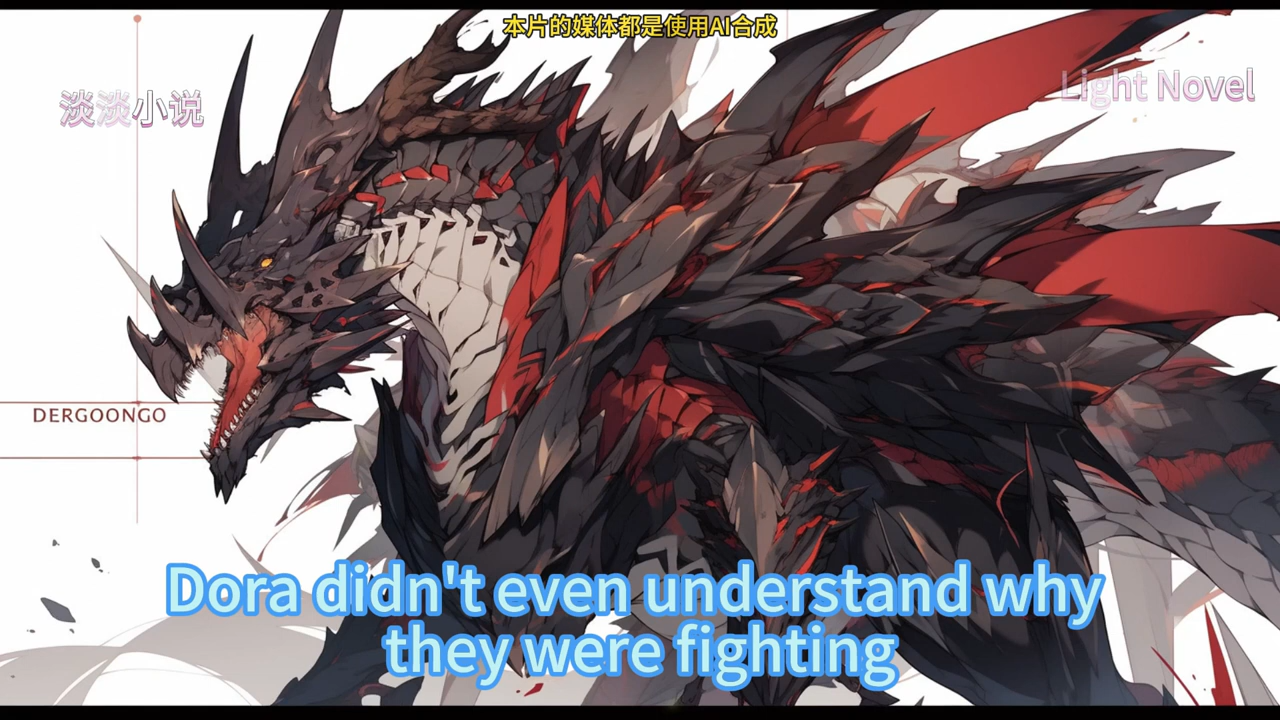 本片的媒体都是使用AI合成
淡淡小说
Light Novel
DERGOONGO
Dora didn't even understand why
they were fighting